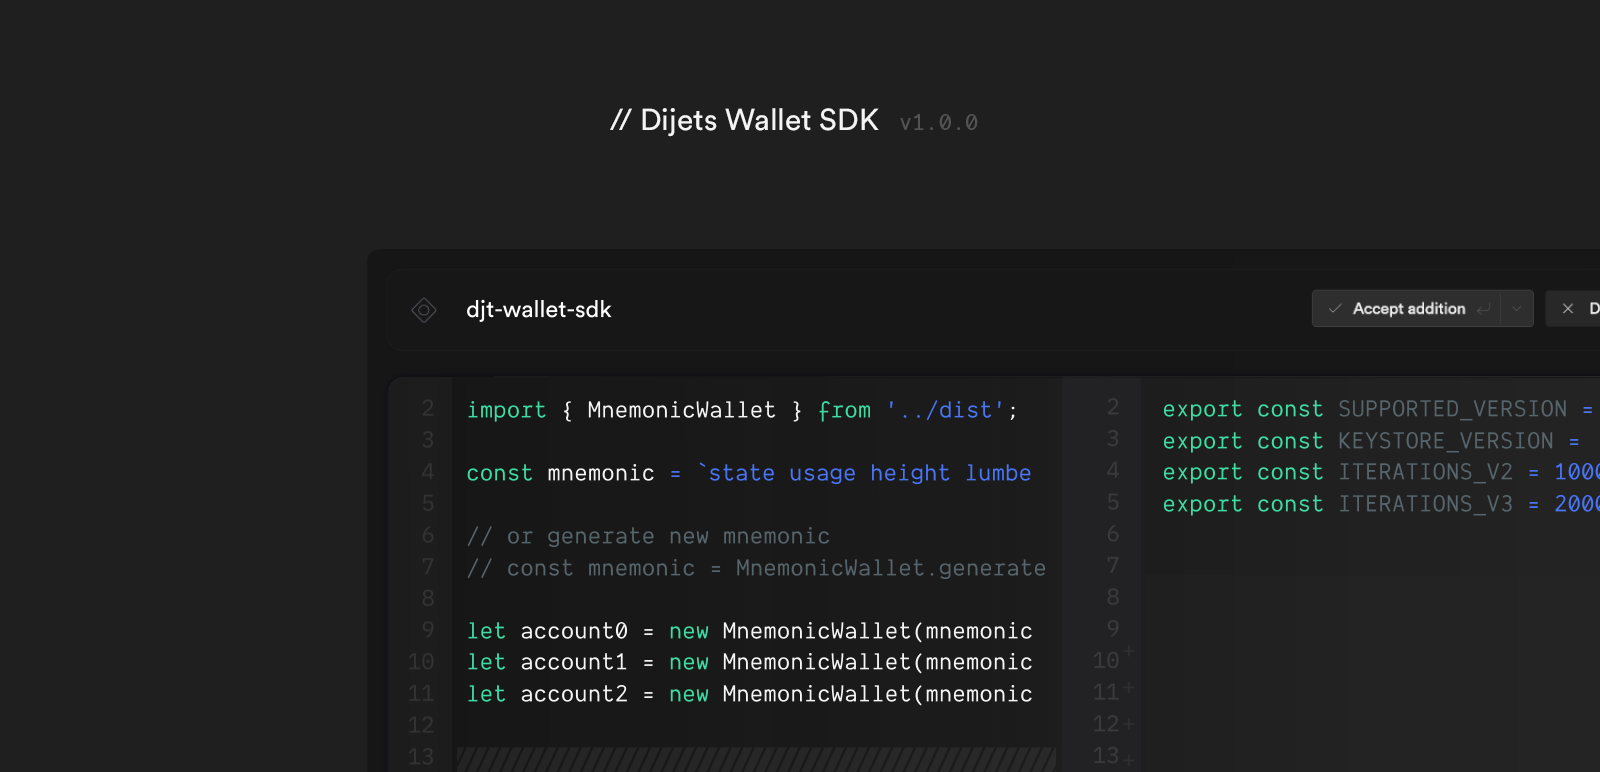 // Dijets Wallet SDK v1.0.0
djt-wallet-sdk
Accept addition
D
2 import { MnemonicWallet } from '../dist';
3
4 const mnemonic = `state usage height lumbe
5
6 // or generate new mnemonic
7 // const mnemonic = MnemonicWallet.generate
8
9 let account0 = new MnemonicWallet(mnemonic
10 let account1 = new MnemonicWallet(mnemonic
11 let account2 = new MnemonicWallet(mnemonic
12
13
2 export const SUPPORTED_VERSION =
3 export const KEYSTORE_VERSION =
4 export const ITERATIONS_V2 = 1000
5 export const ITERATIONS_V3 = 2000
6
7
8
9
10 +
11 +
12 +
13 +